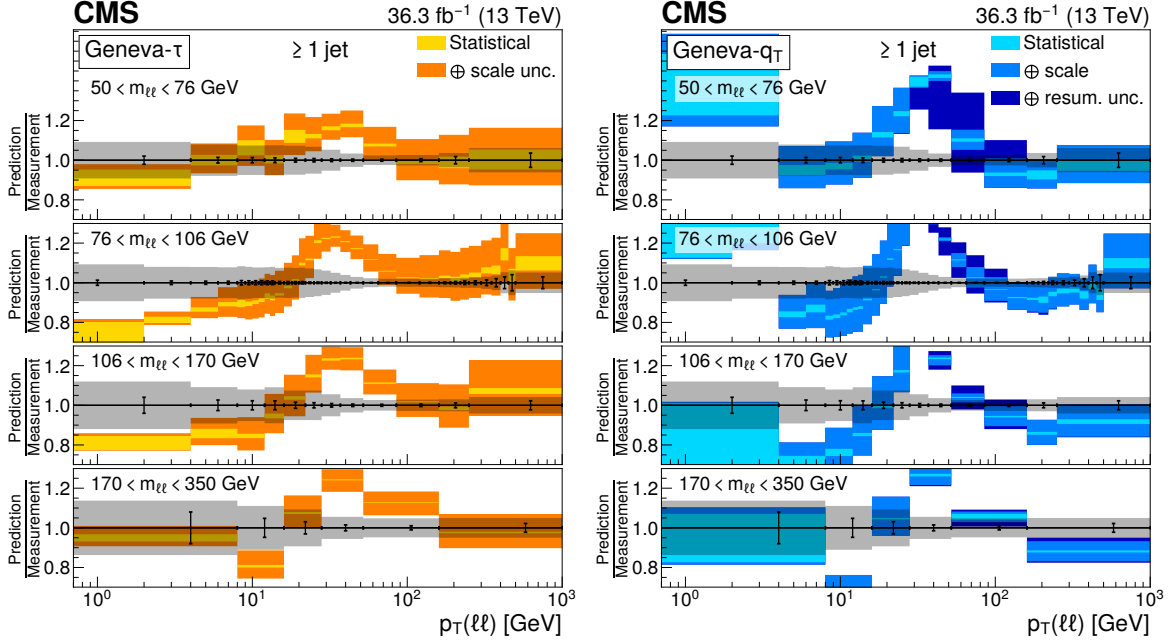 CMS 36.3 fb⁻¹ (13 TeV)
Geneva-τ ≥ 1 jet Statistical
⊕ scale unc.
50 < mℓℓ < 76 GeV
Prediction
Measurement
1.2
1.0
0.8
76 < mℓℓ < 106 GeV
Prediction
Measurement
1.2
1.0
0.8
106 < mℓℓ < 170 GeV
Prediction
Measurement
1.2
1.0
0.8
170 < mℓℓ < 350 GeV
Prediction
Measurement
1.2
1.0
0.8
10⁰ 10¹ 10² 10³
pT(ℓℓ) [GeV]
CMS 36.3 fb⁻¹ (13 TeV)
Geneva-qT ≥ 1 jet Statistical
⊕ scale
⊕ resum. unc.
50 < mℓℓ < 76 GeV
Prediction
Measurement
1.2
1.0
0.8
76 < mℓℓ < 106 GeV
Prediction
Measurement
1.2
1.0
0.8
106 < mℓℓ < 170 GeV
Prediction
Measurement
1.2
1.0
0.8
170 < mℓℓ < 350 GeV
Prediction
Measurement
1.2
1.0
0.8
10⁰ 10¹ 10² 10³
pT(ℓℓ) [GeV]